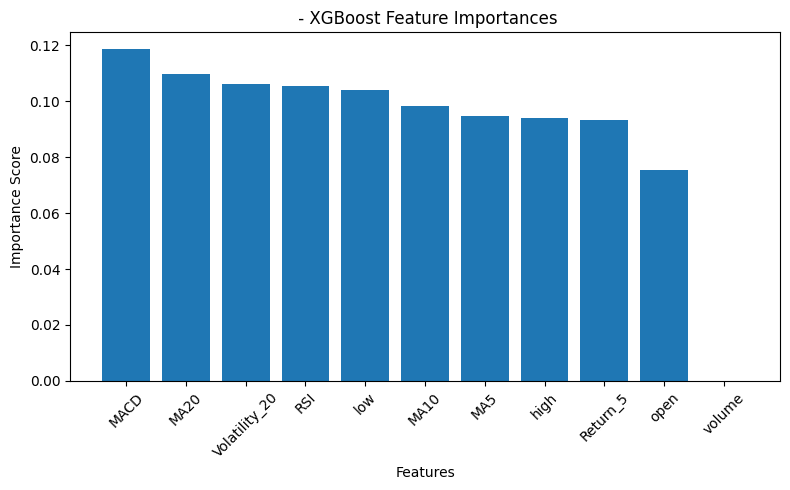 - XGBoost Feature Importances
0.12
0.10
0.08
0.06
0.04
0.02
0.00
Importance Score
MACD
MA20
Volatility_20
RSI
low
MA10
MA5
high
Return_5
open
volume
Features